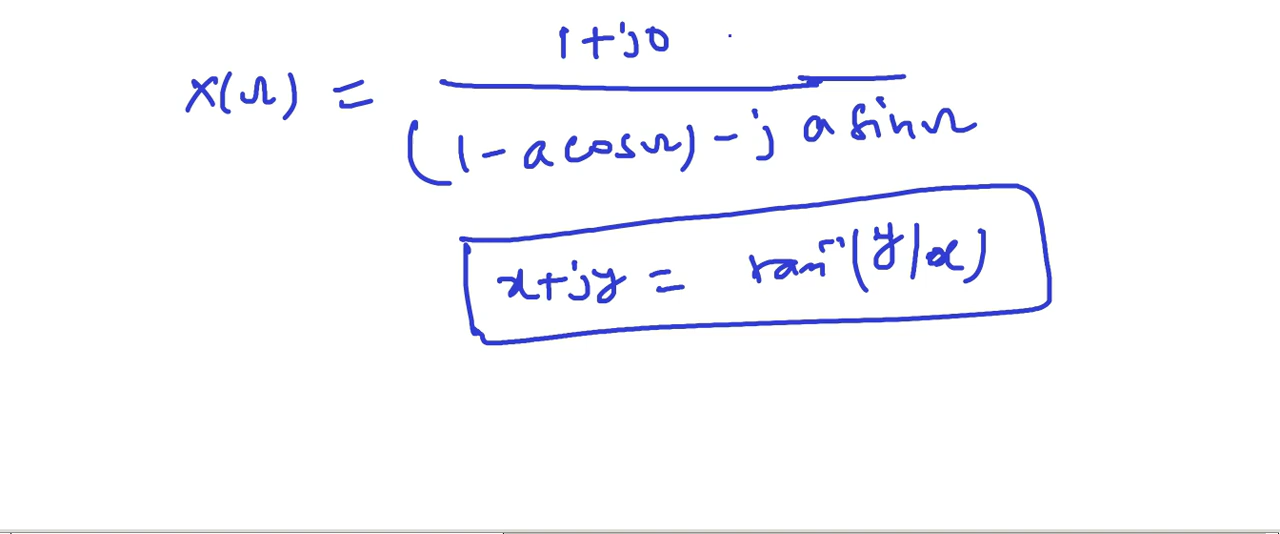 1+j0
X(Ω) =
(1-a cosΩ) - j a sinΩ
x+jy = tan⁻¹(y/x)